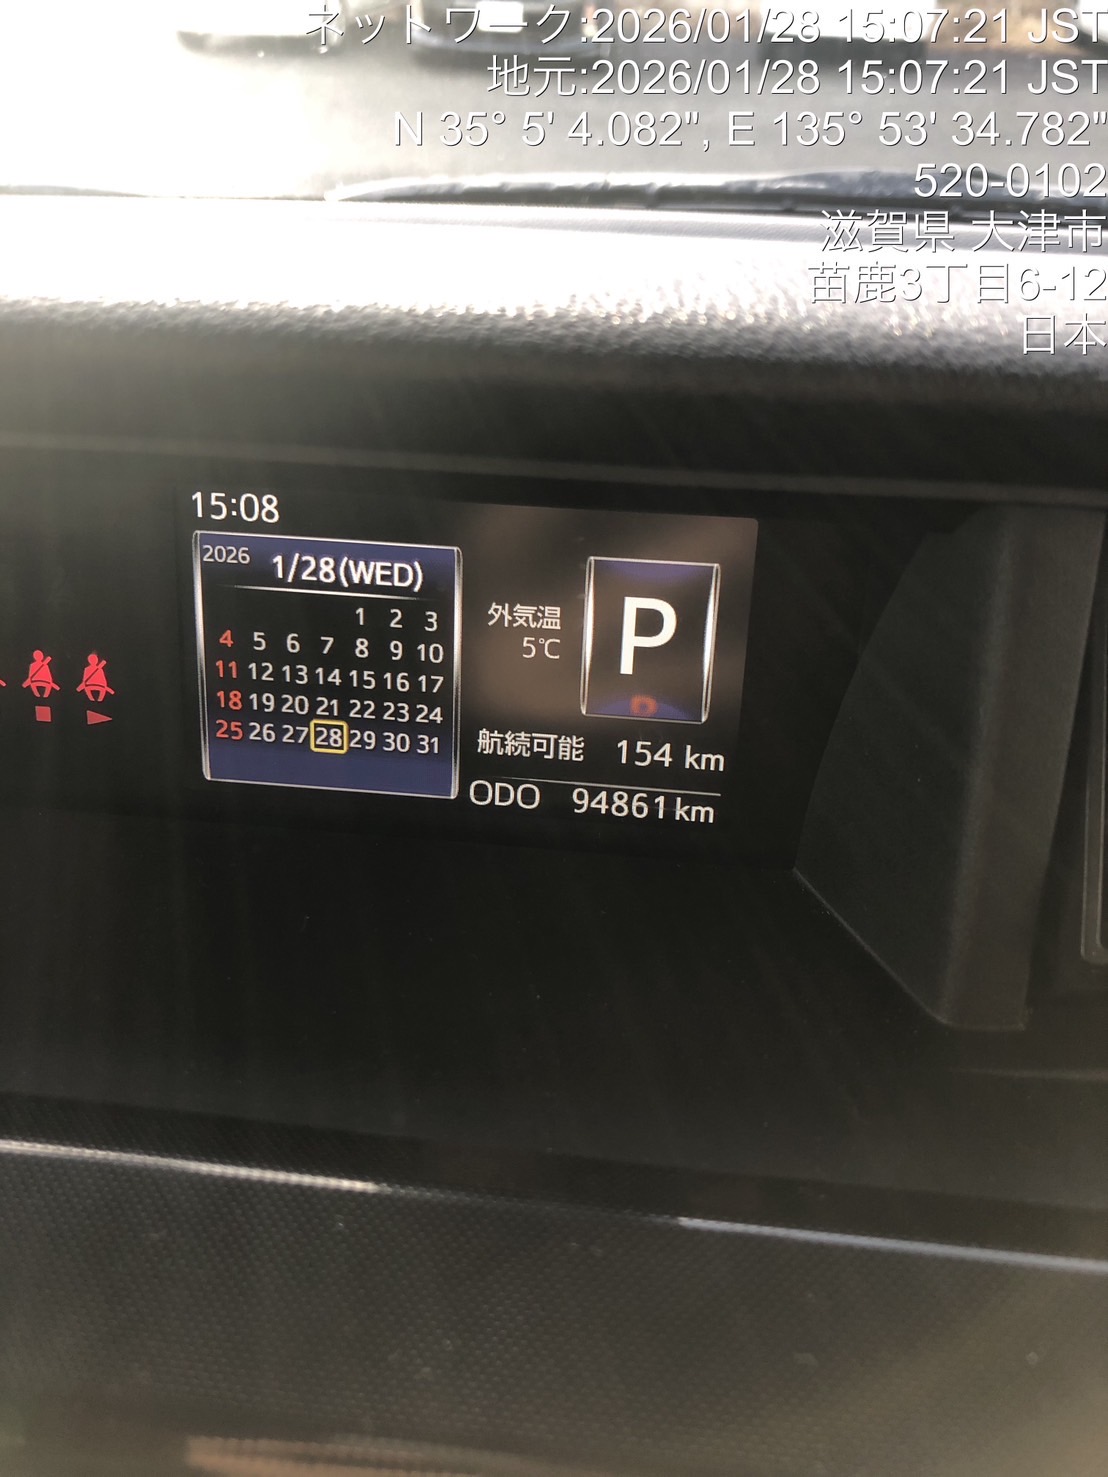 ネットワーク:2026/01/28 15:07:21 JST
地元:2026/01/28 15:07:21 JST
N 35° 5' 4.082", E 135° 53' 34.782"
520-0102
滋賀県 大津市
苗鹿3丁目6-12
日本
15:08
2026 1/28(WED)
1 2 3
4 5 6 7 8 9 10
11 12 13 14 15 16 17
18 19 20 21 22 23 24
25 26 27 28 29 30 31
外気温
5℃
P
航続可能 154 km
ODO 94861 km